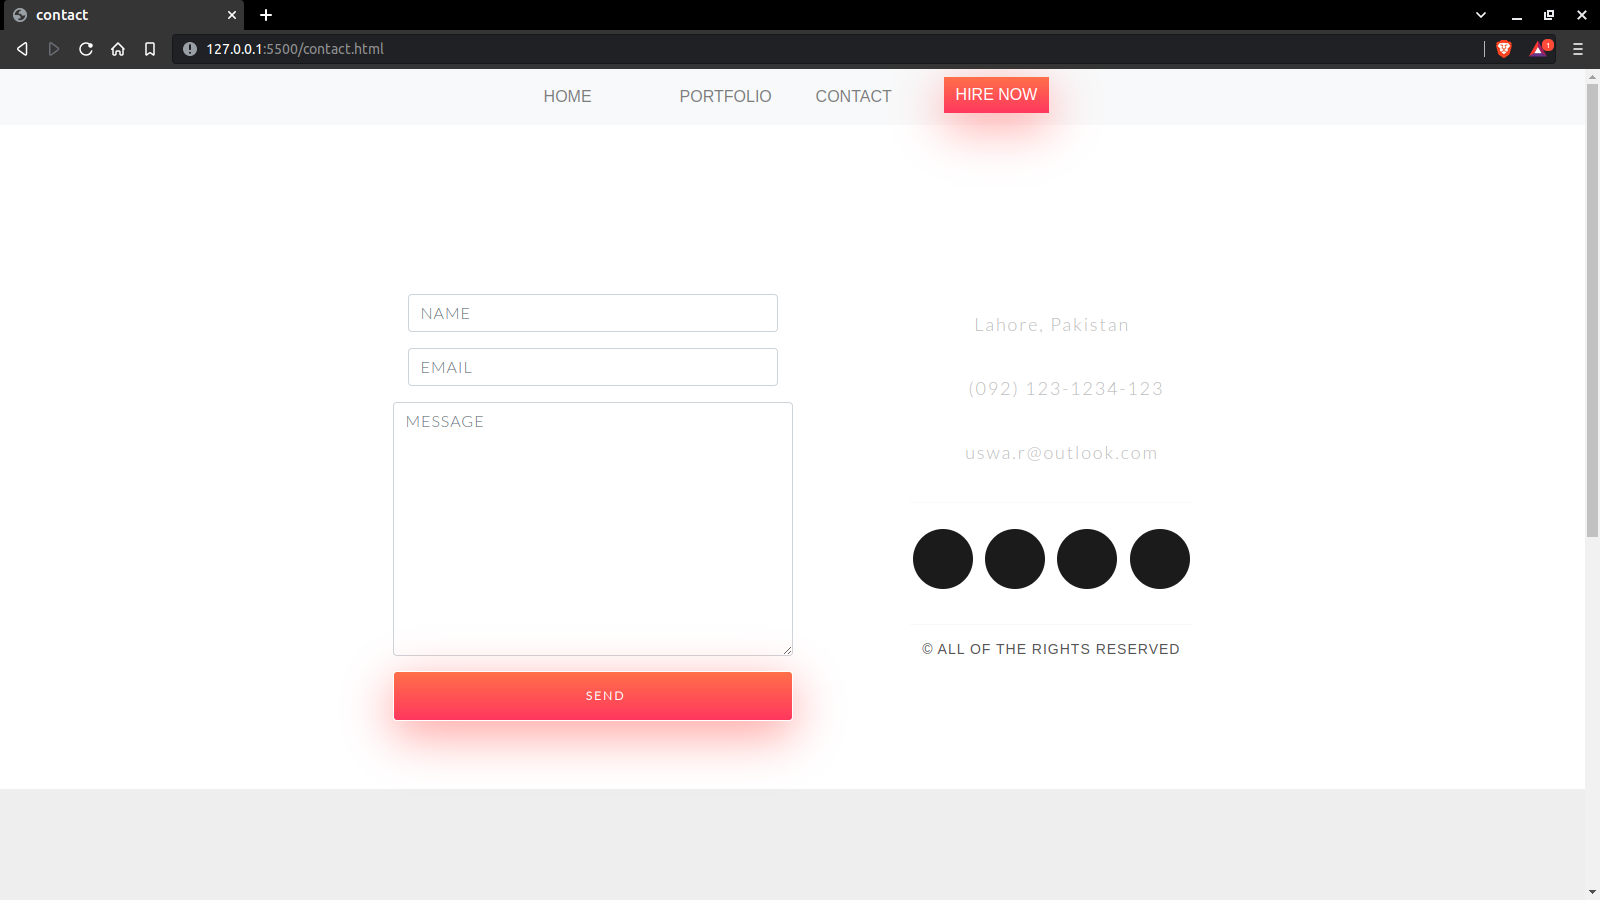 contact
127.0.0.1:5500/contact.html
1
HOME PORTFOLIO CONTACT HIRE NOW
NAME
EMAIL
MESSAGE
SEND
Lahore, Pakistan
(092) 123-1234-123
uswa.r@outlook.com
© ALL OF THE RIGHTS RESERVED